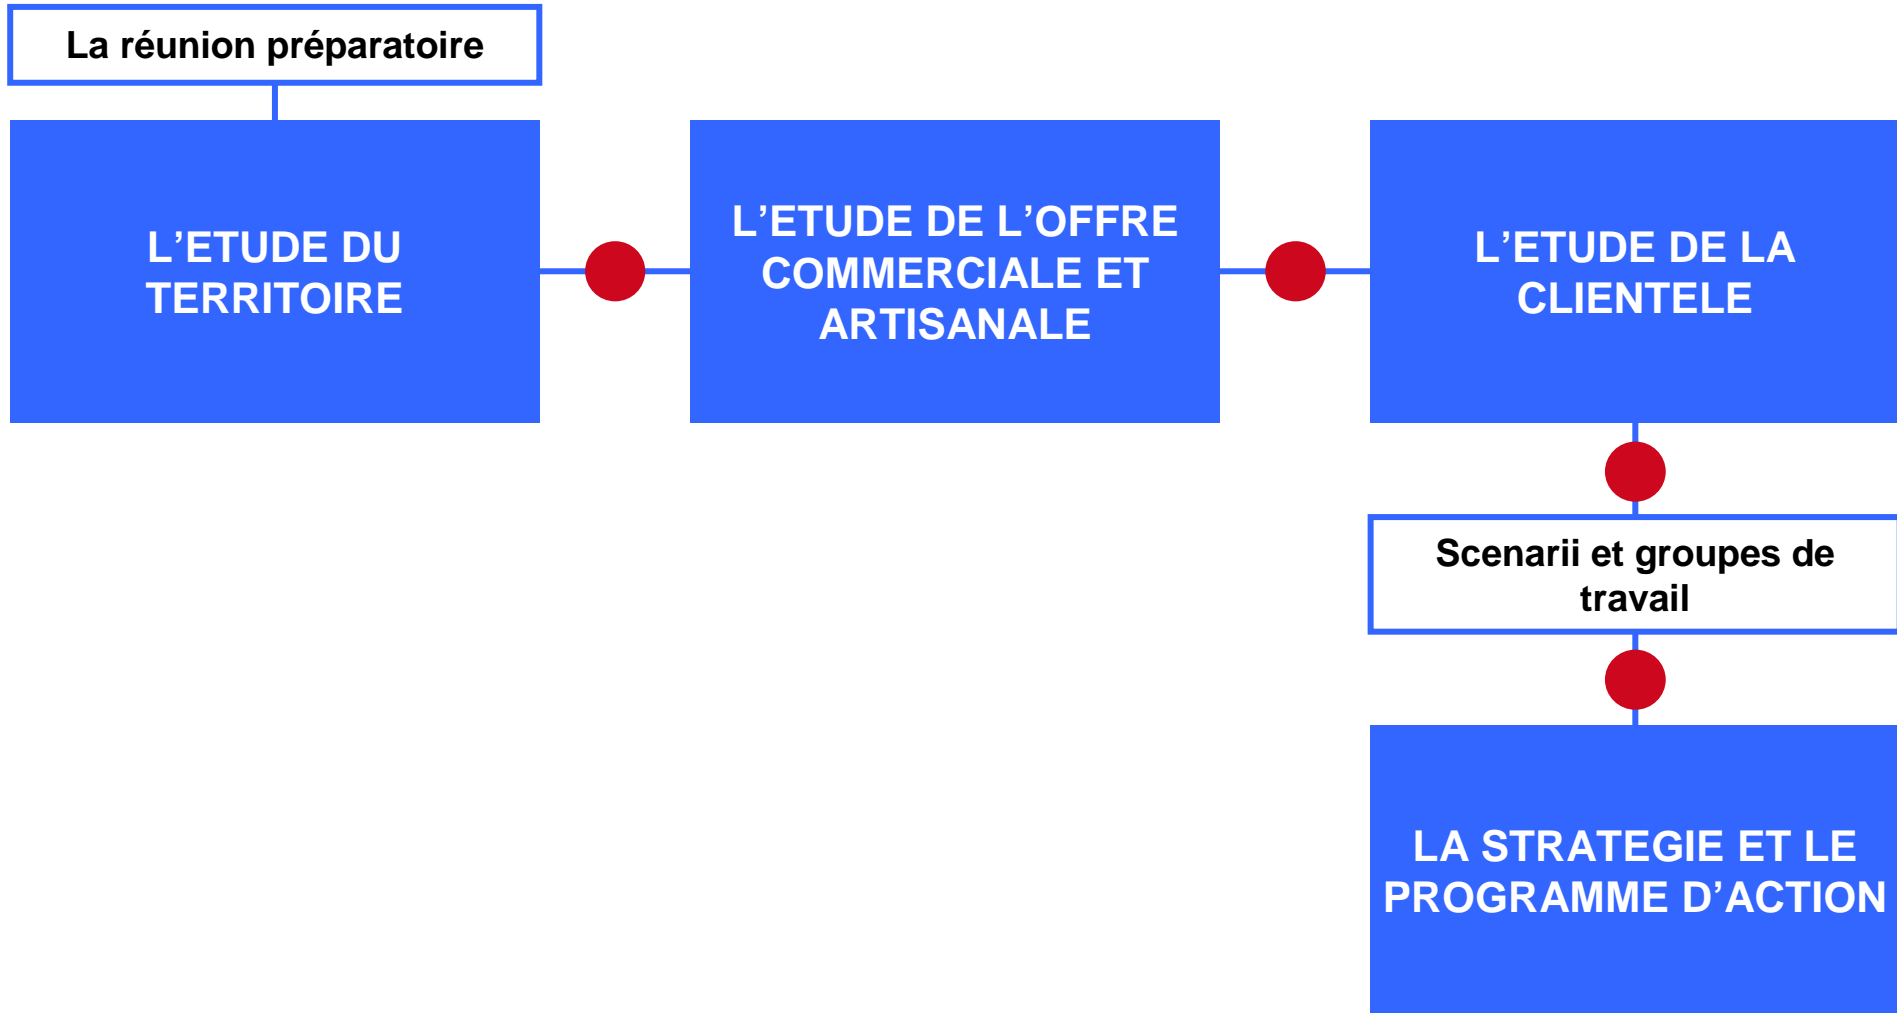 La réunion préparatoire
L’ETUDE DU
TERRITOIRE
L’ETUDE DE L’OFFRE
COMMERCIALE ET
ARTISANALE
L’ETUDE DE LA
CLIENTELE
Scenarii et groupes de
travail
LA STRATEGIE ET LE
PROGRAMME D’ACTION